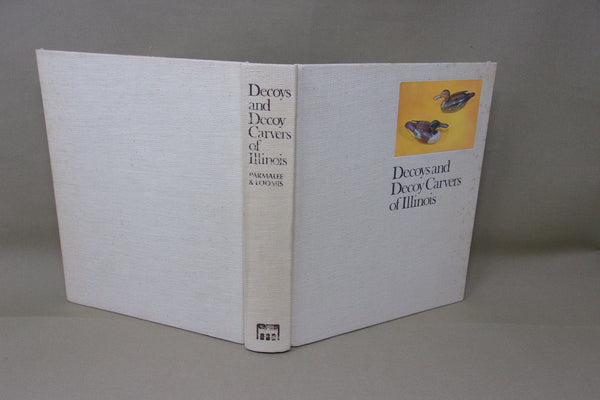 Decoys
and
Decoy
Carvers
of
Illinois
PARMALEE
& LOOMIS
Decoys and
Decoy Carvers
of Illinois